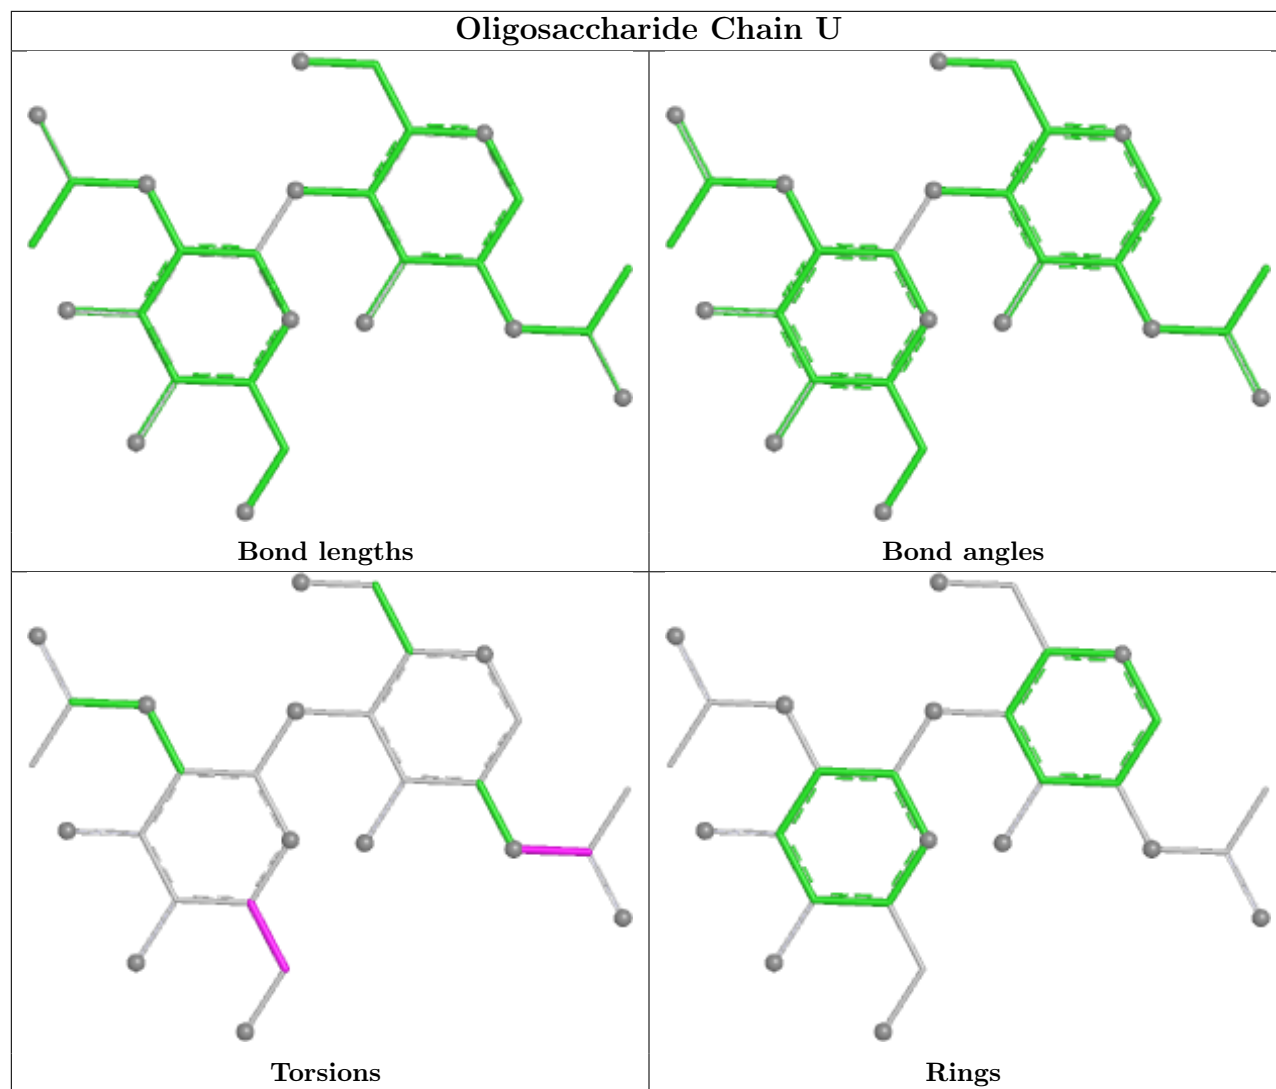 Oligosaccharide Chain U
Bond lengths
Bond angles
Torsions
Rings